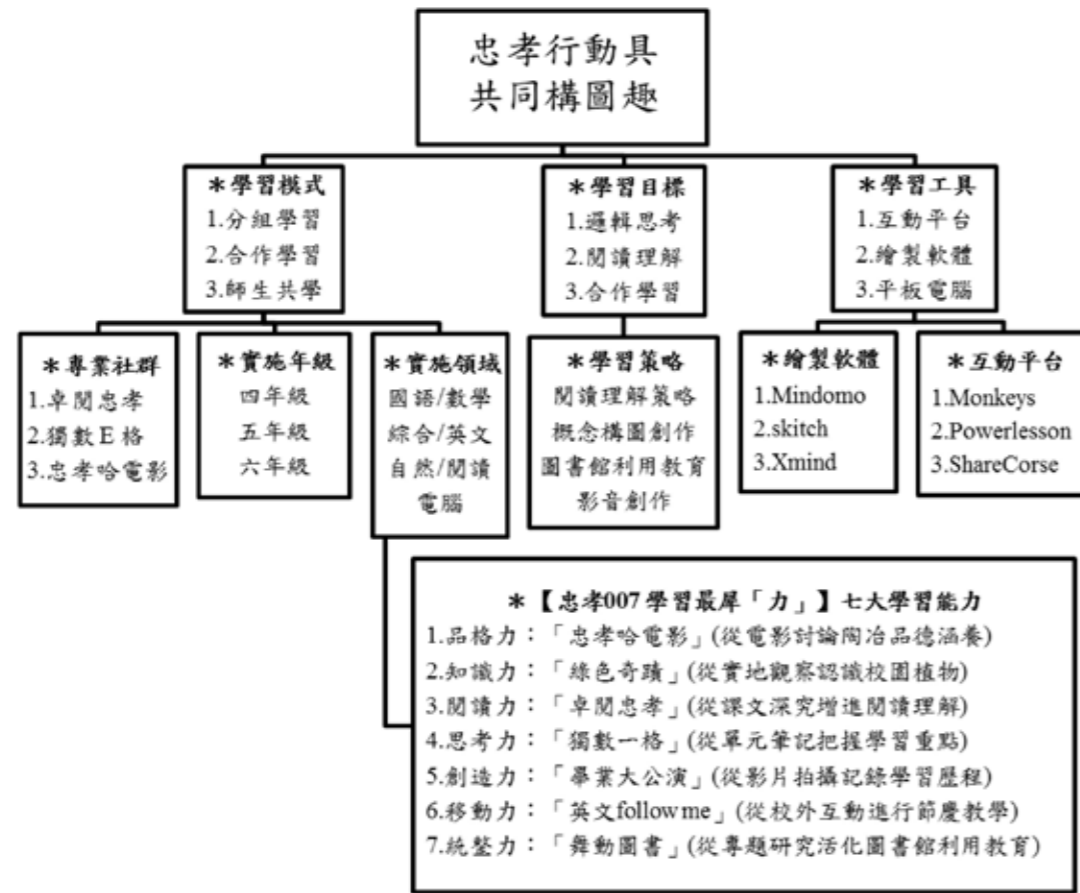 忠孝行動具
共同構圖趣
＊學習模式
1.分組學習
2.合作學習
3.師生共學
＊學習目標
1.邏輯思考
2.閱讀理解
3.合作學習
＊學習工具
1.互動平台
2.繪製軟體
3.平板電腦
＊專業社群
1.卓閱忠孝
2.獨數E格
3.忠孝哈電影
＊實施年級
四年級
五年級
六年級
＊實施領域
國語/數學
綜合/英文
自然/閱讀
電腦
＊學習策略
閱讀理解策略
概念構圖創作
圖書館利用教育
影音創作
＊繪製軟體
1.Mindomo
2.skitch
3.Xmind
＊互動平台
1.Monkeys
2.Powerlesson
3.ShareCorse
＊【忠孝007學習最犀「力」】七大學習能力
1.品格力：「忠孝哈電影」(從電影討論陶冶品德涵養)
2.知識力：「綠色奇蹟」(從實地觀察認識校園植物)
3.閱讀力：「卓閱忠孝」(從課文深究增進閱讀理解)
4.思考力：「獨數一格」(從單元筆記把握學習重點)
5.創造力：「畢業大公演」(從影片拍攝記錄學習歷程)
6.移動力：「英文follow me」(從校外互動進行節慶教學)
7.統整力：「舞動圖書」(從專題研究活化圖書館利用教育)